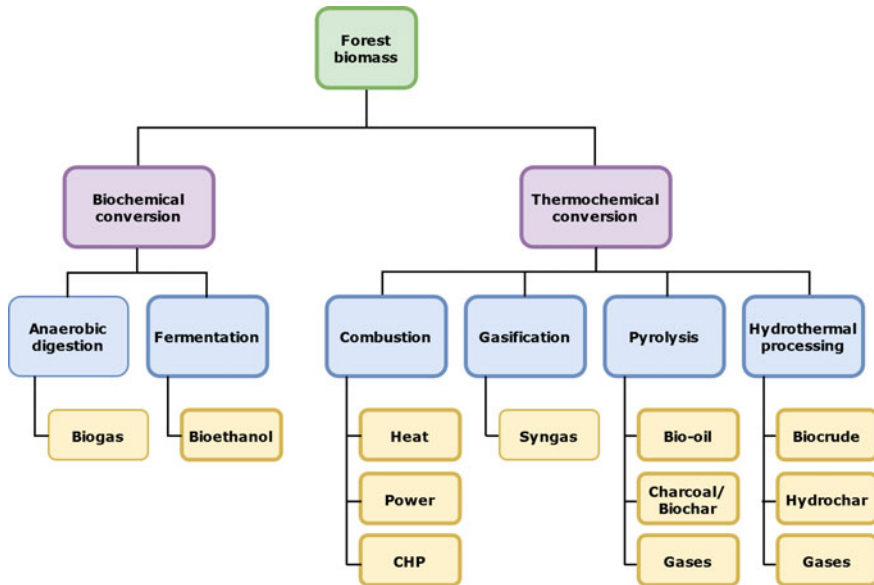 Forest
biomass
Biochemical
conversion
Thermochemical
conversion
Anaerobic
digestion
Fermentation
Combustion
Gasification
Pyrolysis
Hydrothermal
processing
Biogas
Bioethanol
Heat
Syngas
Bio-oil
Biocrude
Power
Charcoal/
Biochar
Hydrochar
CHP
Gases
Gases